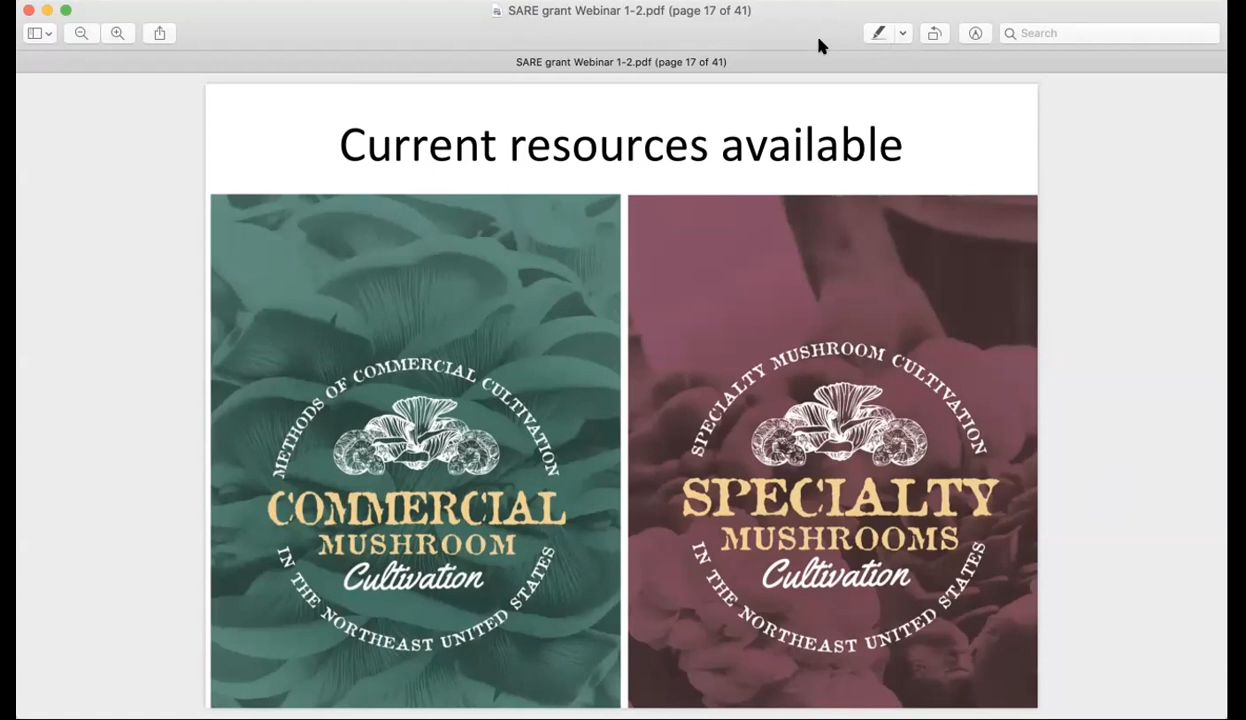 SARE grant Webinar 1-2.pdf (page 17 of 41)
Search
SARE grant Webinar 1-2.pdf (page 17 of 41)
Current resources available
METHODS OF COMMERCIAL CULTIVATION
COMMERCIAL
MUSHROOM
Cultivation
IN THE NORTHEAST UNITED STATES
SPECIALTY MUSHROOM CULTIVATION
SPECIALTY
MUSHROOMS
Cultivation
IN THE NORTHEAST UNITED STATES